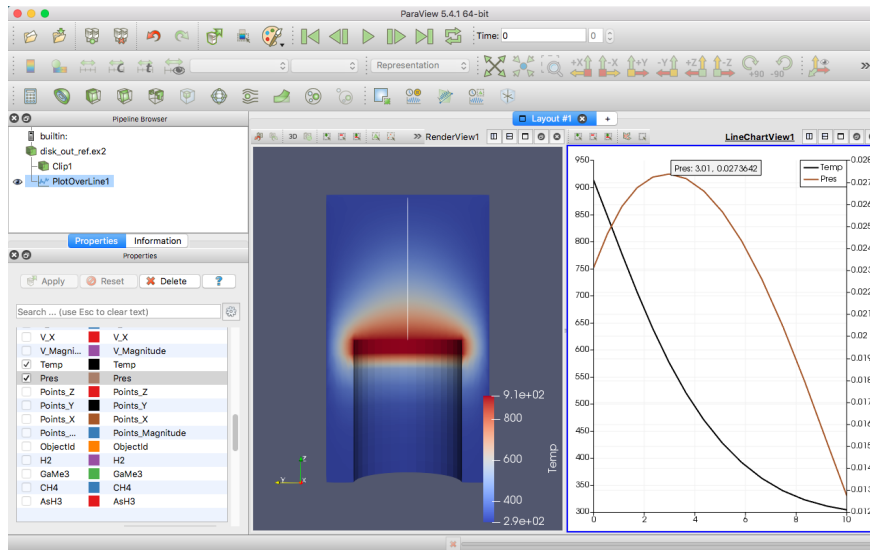 ParaView 5.4.1 64-bit
Time: 0
0
Representation
+X -X +Y -Y +Z -Z +90 -90
»
Pipeline Browser
builtin:
disk_out_ref.ex2
Clip1
PlotOverLine1
Properties Information
Properties
Apply Reset Delete ?
Search ... (use Esc to clear text)
V_X V_X
V_Magni... V_Magnitude
Temp Temp
Pres Pres
Points_Z Points_Z
Points_Y Points_Y
Points_X Points_X
Points_... Points_Magnitude
ObjectId ObjectId
H2 H2
GaMe3 GaMe3
CH4 CH4
AsH3 AsH3
Layout #1 +
3D » RenderView1
Z
Y X
9.1e+02
800
600
400
2.9e+02
Temp
LineChartView1
Pres: 3.01 , 0.0273642
Temp
Pres
950
900
850
800
750
700
650
600
550
500
450
400
350
300
0 2 4 6 8 10
0.028
0.027
0.026
0.025
0.024
0.023
0.022
0.021
0.02
0.019
0.018
0.017
0.016
0.015
0.014
0.013
0.012